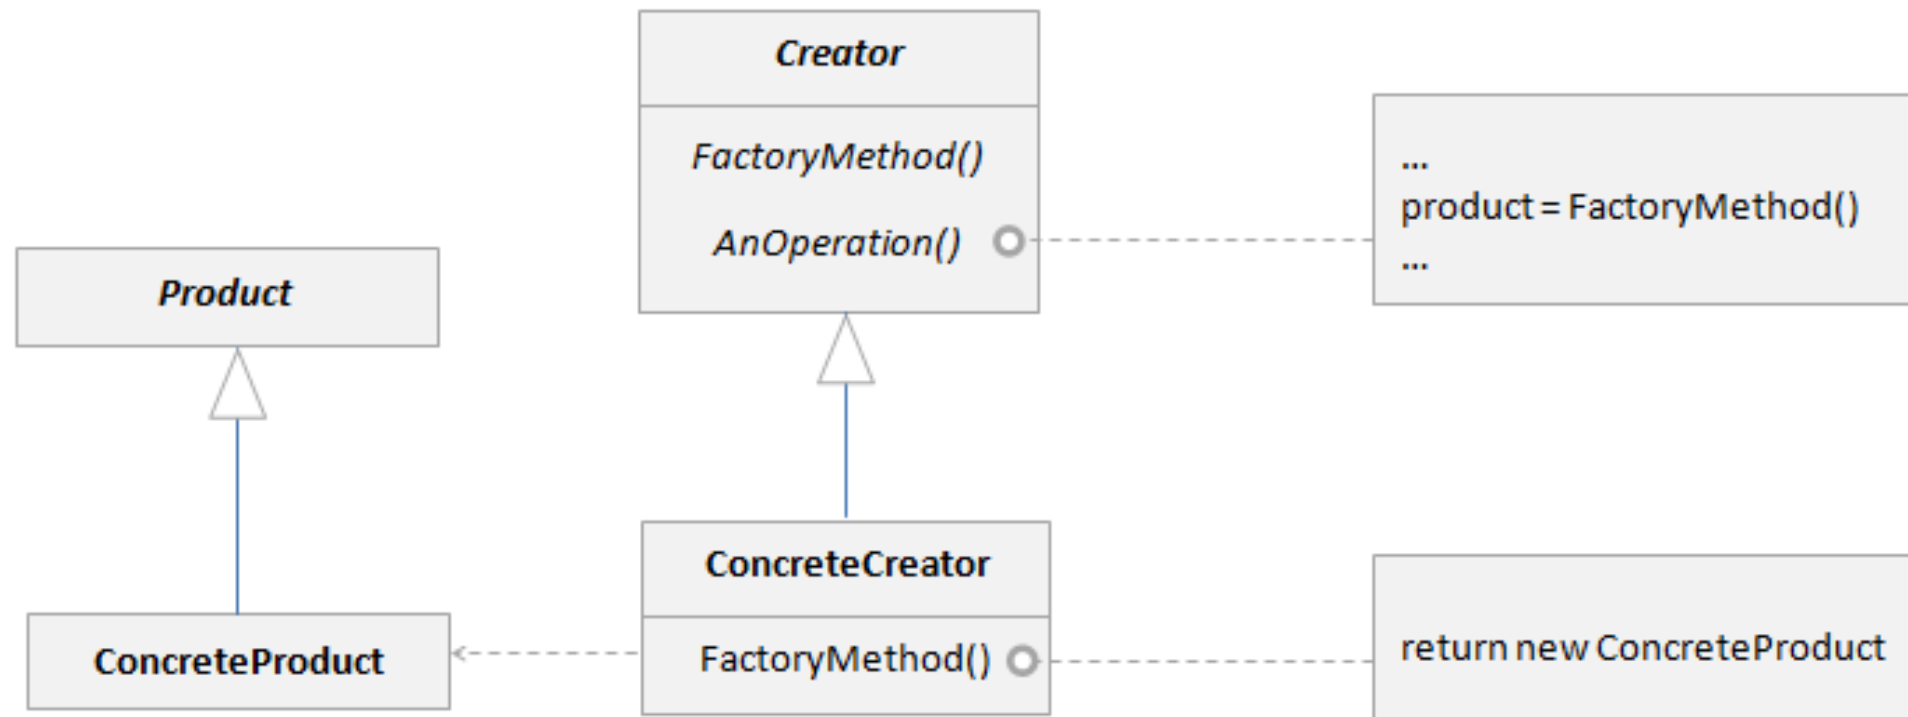 Creator
FactoryMethod()
AnOperation()
...
product = FactoryMethod()
...
Product
ConcreteCreator
FactoryMethod()
ConcreteProduct
return new ConcreteProduct